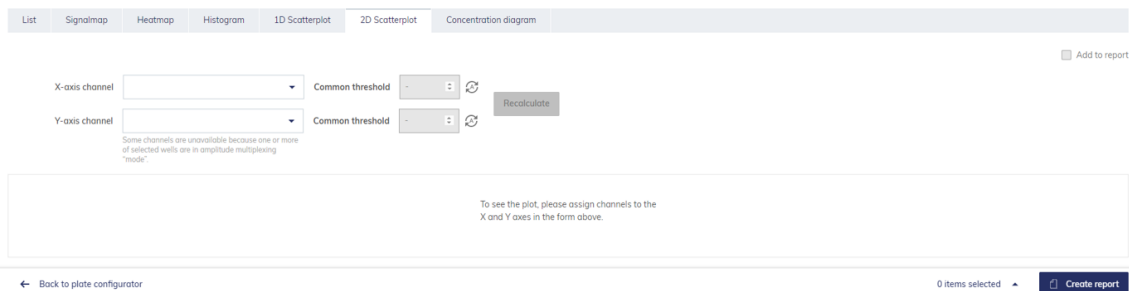 List Signalmap Heatmap Histogram 1D Scatterplot 2D Scatterplot Concentration diagram
Add to report
X-axis channel Common threshold - Recalculate
Y-axis channel Common threshold -
Some channels are unavailable because one or more
of selected wells are in amplitude multiplexing
"mode".
To see the plot, please assign channels to the
X and Y axes in the form above.
Back to plate configurator 0 items selected Create report